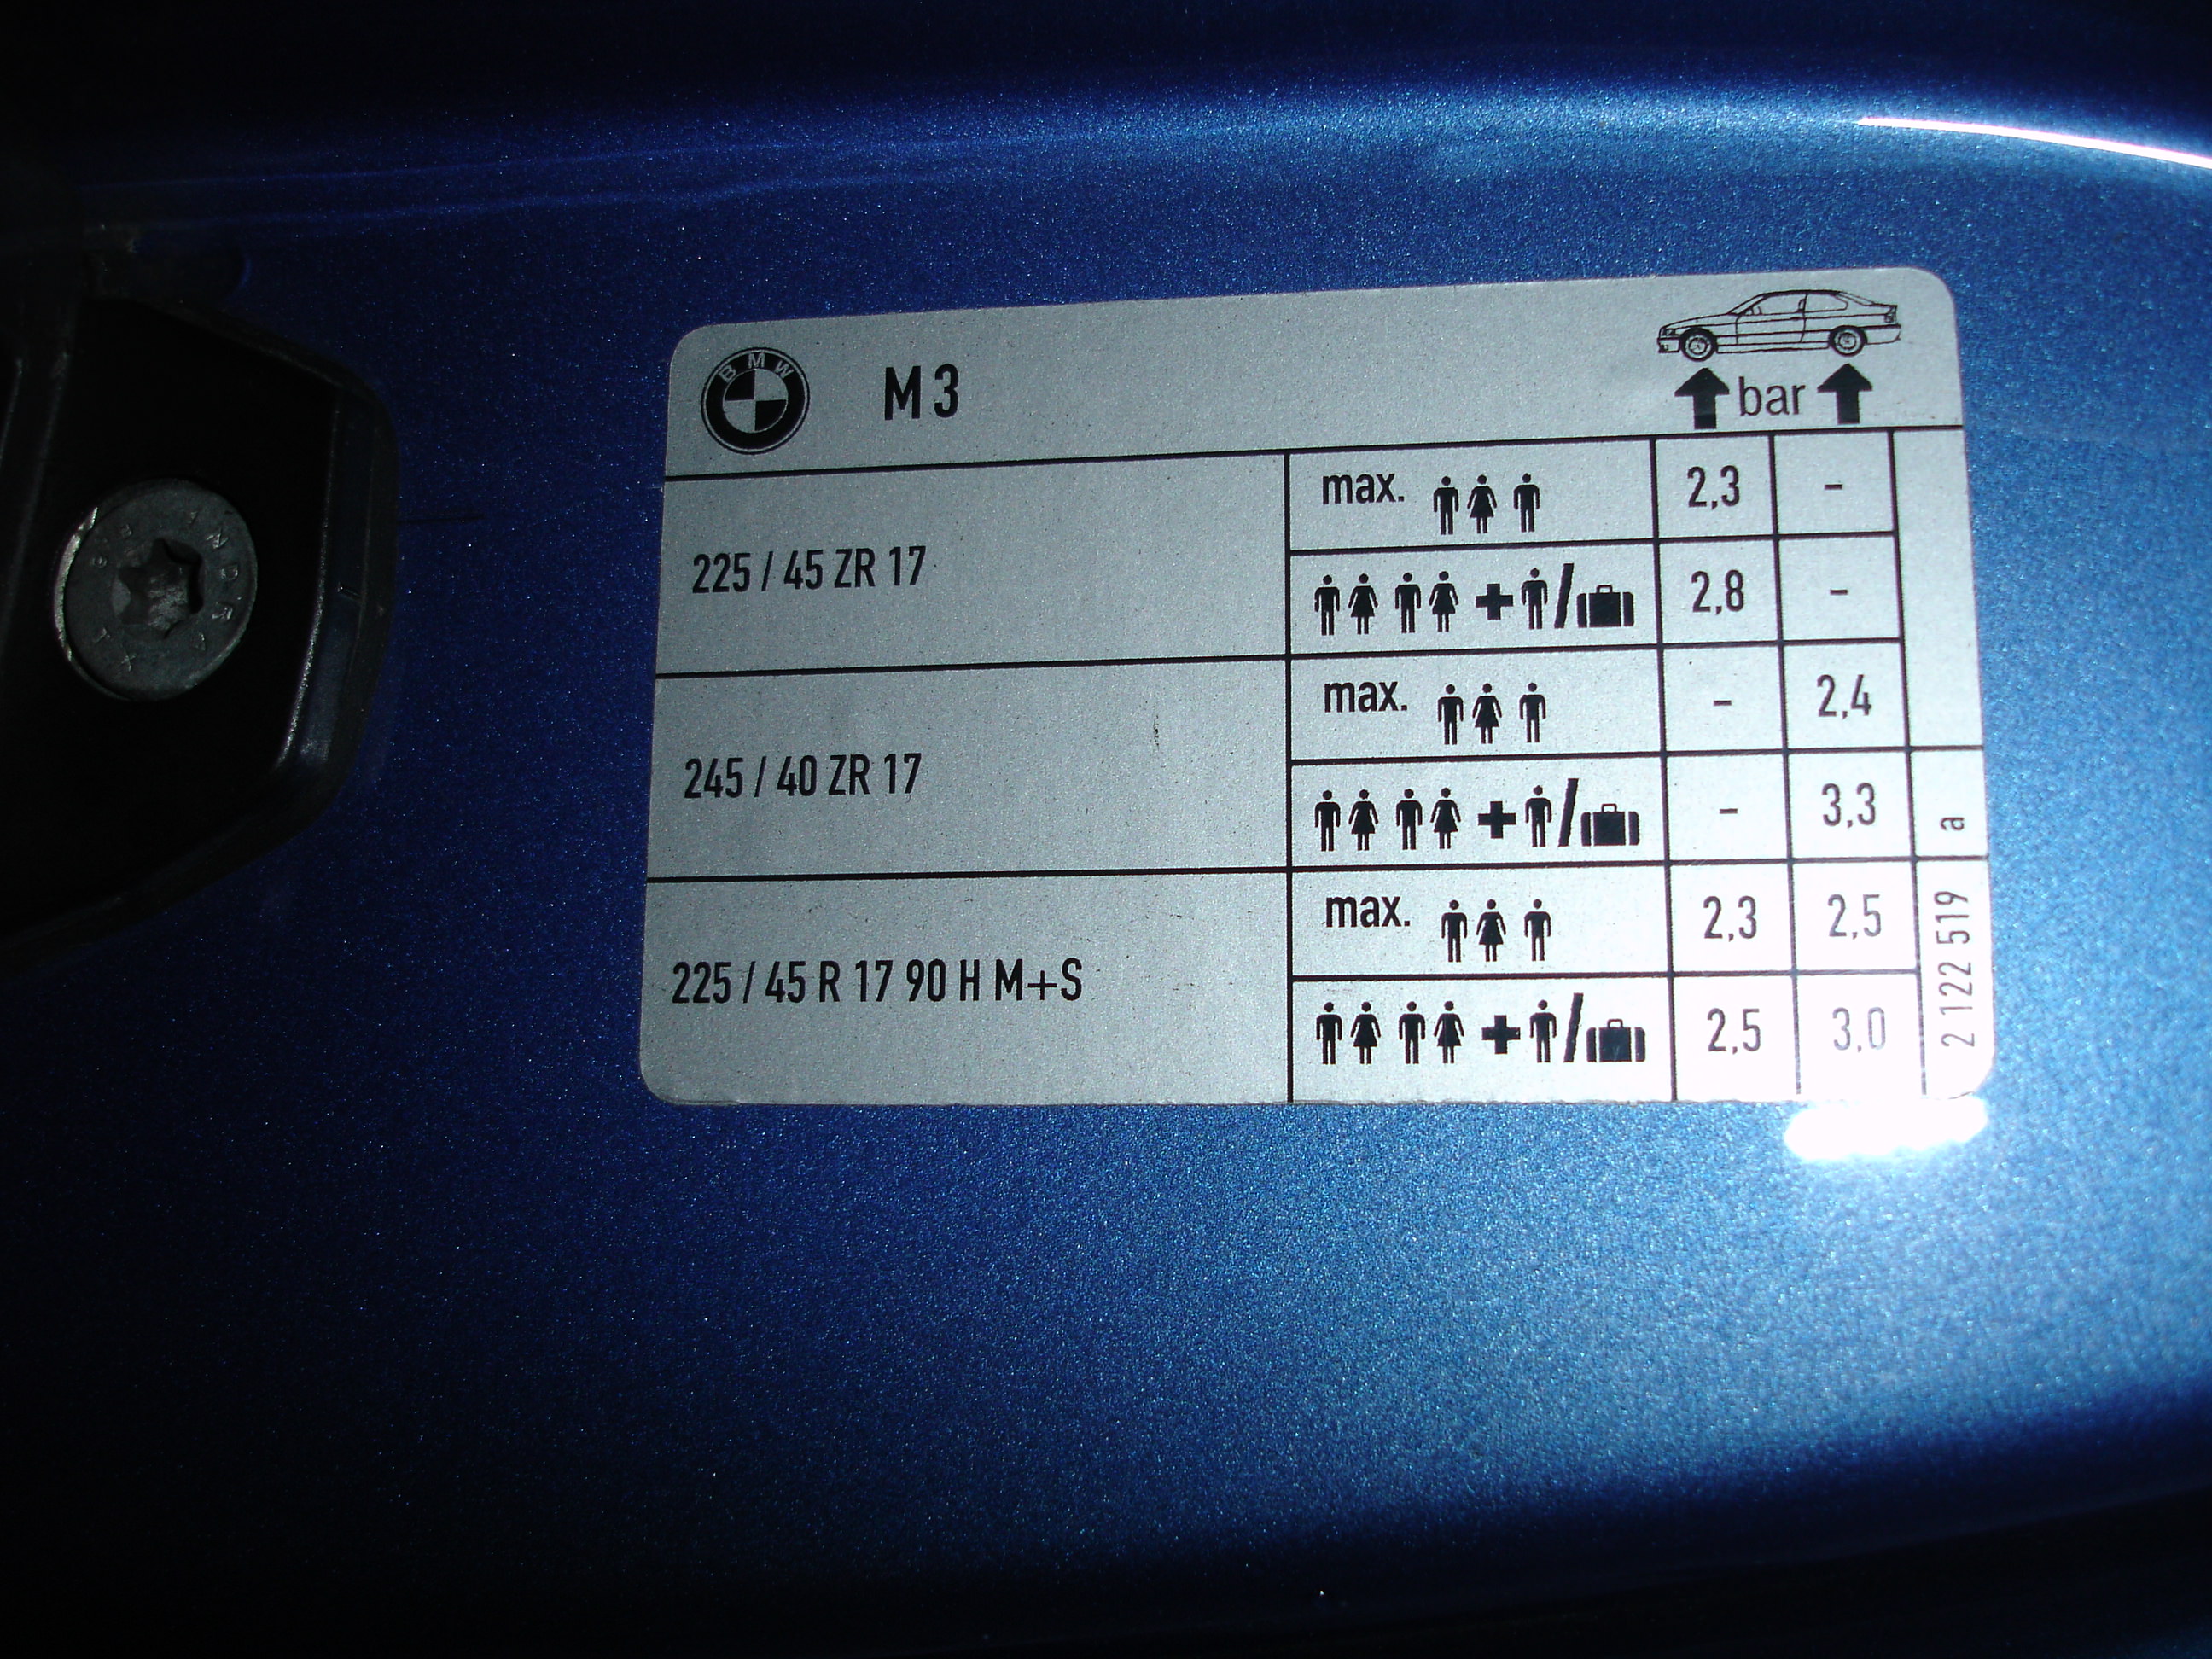 BMW M3
bar
225 / 45 ZR 17
max. 2,3 -
+ / 2,8 -
245 / 40 ZR 17
max. - 2,4
+ / - 3,3
a
225 / 45 R 17 90 H M+S
max. 2,3 2,5
+ / 2,5 3,0
2 122 519